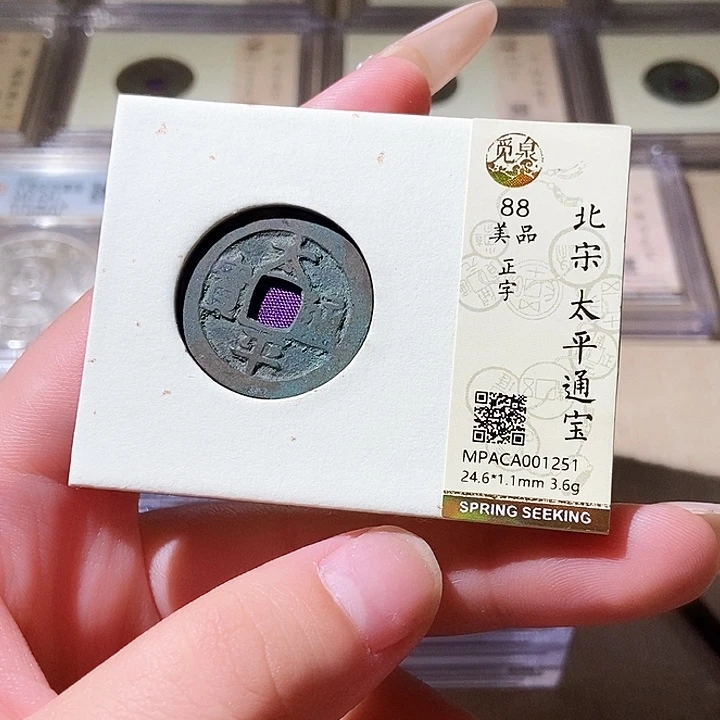 太平通寳
觅泉
88
美品
正字
北宋 太平通宝
MPACA001251
24.6*1.1mm 3.6g
SPRING SEEKING